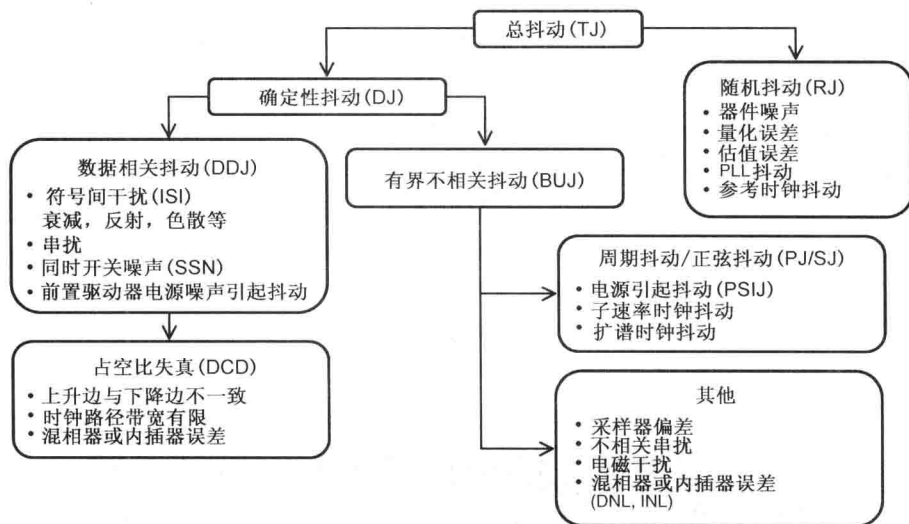 总抖动(TJ)
确定性抖动(DJ)
随机抖动(RJ)
• 器件噪声
• 量化误差
• 估值误差
• PLL抖动
• 参考时钟抖动
数据相关抖动(DDJ)
• 符号间干扰(ISI)
衰减，反射，色散等
• 串扰
• 同时开关噪声(SSN)
• 前置驱动器电源噪声引起抖动
有界不相关抖动(BUJ)
周期抖动/正弦抖动(PJ/SJ)
• 电源引起抖动(PSIJ)
• 子速率时钟抖动
• 扩谱时钟抖动
占空比失真(DCD)
• 上升边与下降边不一致
• 时钟路径带宽有限
• 混相器或内插器误差
其他
• 采样器偏差
• 不相关串扰
• 电磁干扰
• 混相器或内插器误差
(DNL, INL)